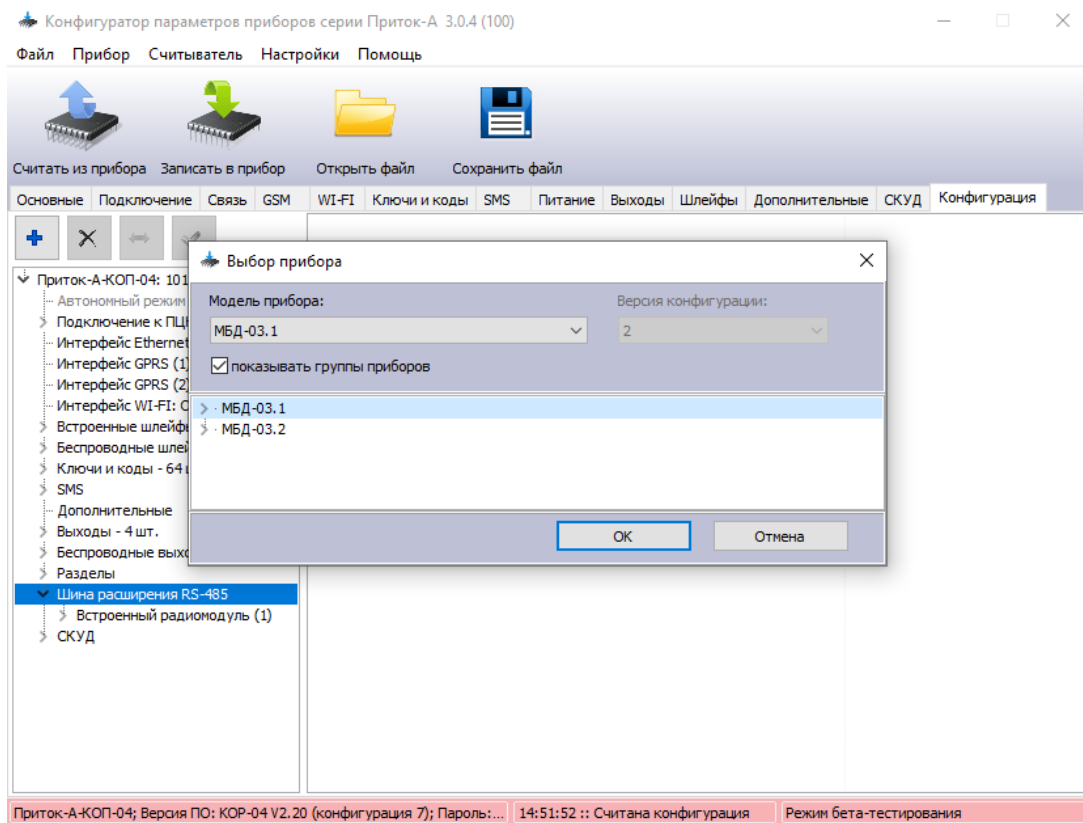 Конфигуратор параметров приборов серии Приток-А 3.0.4 (100)
Файл Прибор Считыватель Настройки Помощь
Считать из прибора Записать в прибор Открыть файл Сохранить файл
Основные Подключение Связь GSM WI-FI Ключи и коды SMS Питание Выходы Шлейфы Дополнительные СКУД Конфигурация
Приток-А-КОП-04: 101
Автономный режим
Подключение к ПЦН
Интерфейс Ethernet
Интерфейс GPRS (1)
Интерфейс GPRS (2)
Интерфейс WI-FI:
Встроенные шлейфы
Беспроводные шлей
Ключи и коды - 64
SMS
Дополнительные
Выходы - 4 шт.
Беспроводные выхо
Разделы
Шина расширения RS-485
Встроенный радиомодуль (1)
СКУД
Выбор прибора
Модель прибора: Версия конфигурации:
МБД-03.1 2
показывать группы приборов
МБД-03.1
МБД-03.2
ОК Отмена
Приток-А-КОП-04; Версия ПО: КОР-04 V2.20 (конфигурация 7); Пароль:... 14:51:52 :: Считана конфигурация Режим бета-тестирования